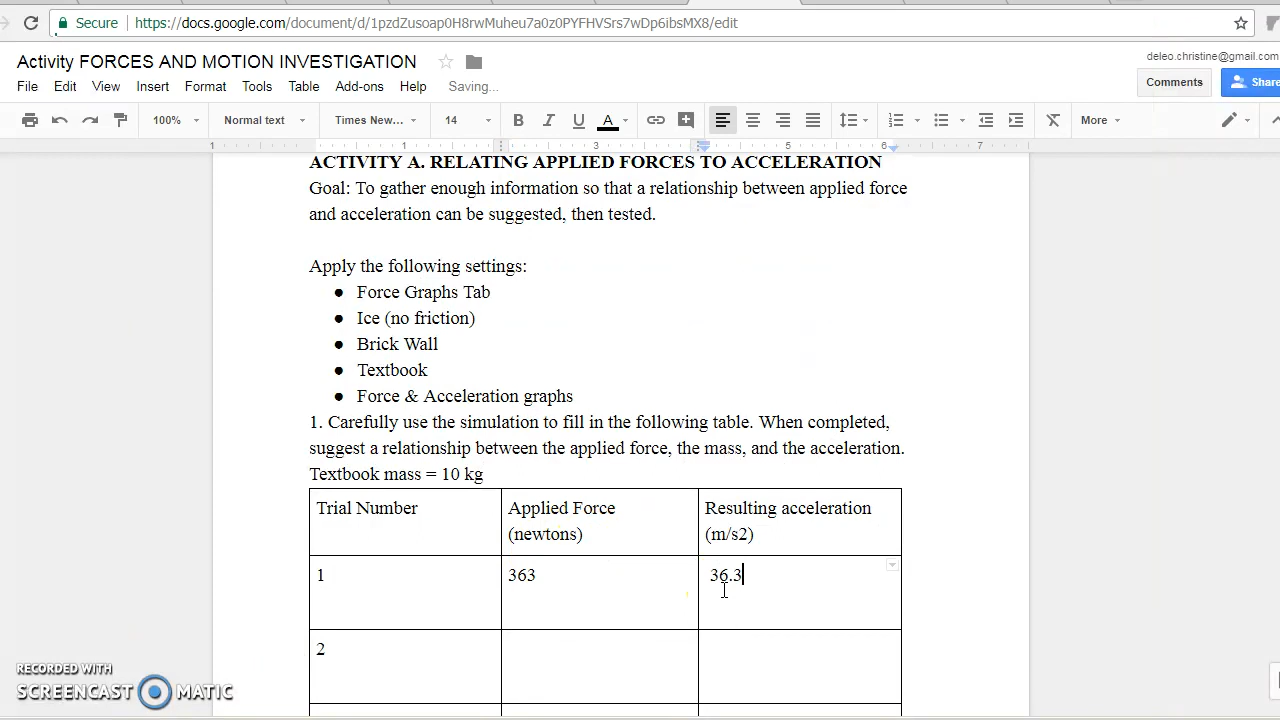 Secure
https://docs.google.com/document/d/1pzdZusoap0H8rwMuheu7a0z0PYFHVSrs7wDp6ibsMX8/edit
Activity FORCES AND MOTION INVESTIGATION
deleo.christine@gmail.com
File Edit View Insert Format Tools Table Add-ons Help Saving...
Comments
Share
100% Normal text Times New... 14 B I U A More
1 1 3 5 6 7
ACTIVITY A. RELATING APPLIED FORCES TO ACCELERATION
Goal: To gather enough information so that a relationship between applied force
and acceleration can be suggested, then tested.
Apply the following settings:
● Force Graphs Tab
● Ice (no friction)
● Brick Wall
● Textbook
● Force & Acceleration graphs
1. Carefully use the simulation to fill in the following table. When completed,
suggest a relationship between the applied force, the mass, and the acceleration.
Textbook mass = 10 kg
Trial Number
Applied Force
(newtons)
Resulting acceleration
(m/s2)
1
363
36.3
2
RECORDED WITH
SCREENCAST MATIC